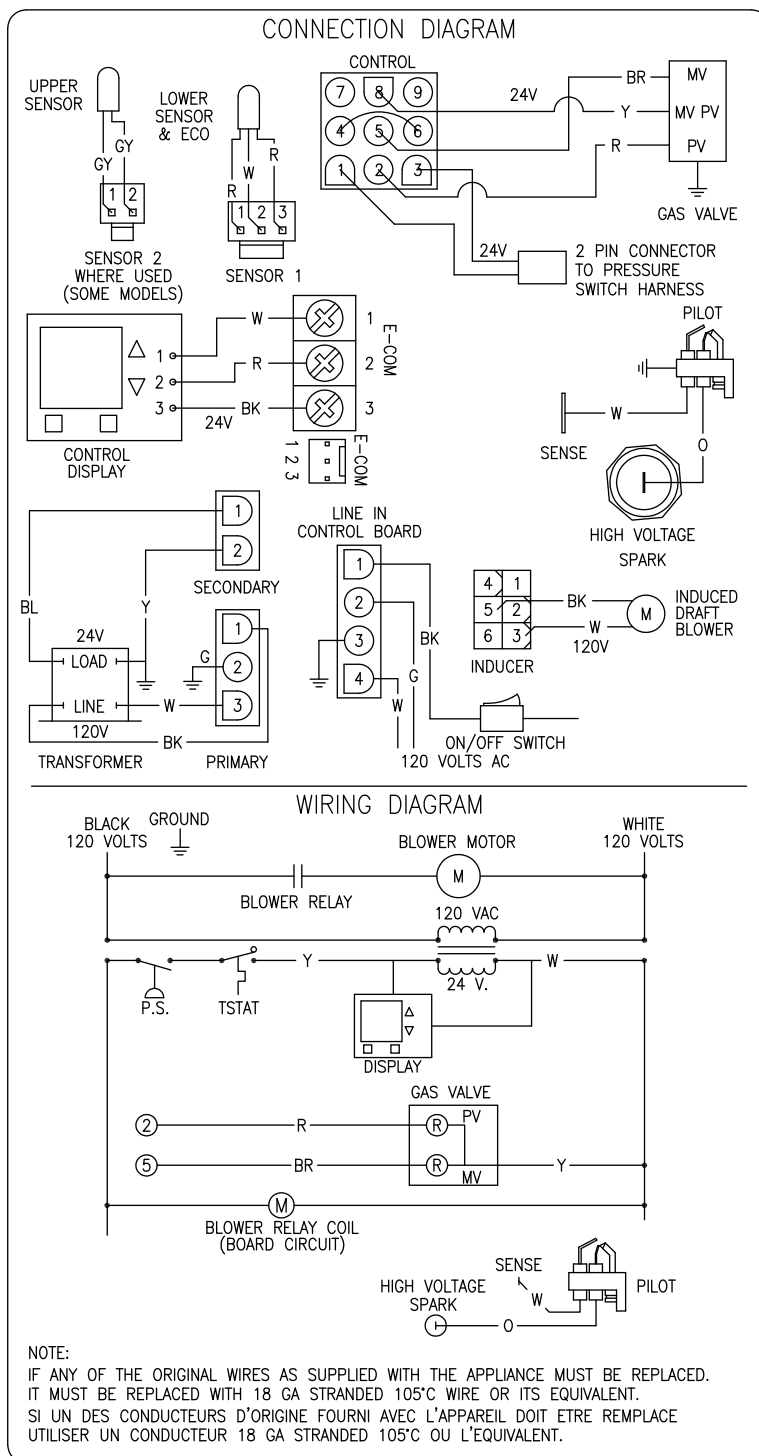 CONNECTION DIAGRAM
UPPER
SENSOR
GY
GY
1 2
SENSOR 2
WHERE USED
(SOME MODELS)
LOWER
SENSOR
& ECO
R
W
R
1 2 3
SENSOR 1
CONTROL
7 8 9
4 5 6
1 2 3
24V
BR
Y
R
MV
MV PV
PV
GAS VALVE
24V
2 PIN CONNECTOR
TO PRESSURE
SWITCH HARNESS
1
2
3
CONTROL
DISPLAY
W
R
BK
24V
1
2
3
E-COM
1 2 3
E-COM
PILOT
W
SENSE
O
HIGH VOLTAGE
SPARK
1
2
SECONDARY
BL
Y
24V
LOAD
LINE
120V
TRANSFORMER
G
W
BK
1
2
3
PRIMARY
LINE IN
CONTROL BOARD
1
2
3
4
BK
G
W
ON/OFF SWITCH
120 VOLTS AC
4 1
5 2
6 3
INDUCER
BK
W
120V
M
INDUCED
DRAFT
BLOWER
WIRING DIAGRAM
BLACK
120 VOLTS
GROUND
WHITE
120 VOLTS
BLOWER MOTOR
M
BLOWER RELAY
120 VAC
Y
W
24 V.
P.S.
TSTAT
DISPLAY
GAS VALVE
2
R
R
PV
5
BR
R
MV
Y
M
BLOWER RELAY COIL
(BOARD CIRCUIT)
SENSE
W
PILOT
HIGH VOLTAGE
SPARK
O
NOTE:
IF ANY OF THE ORIGINAL WIRES AS SUPPLIED WITH THE APPLIANCE MUST BE REPLACED.
IT MUST BE REPLACED WITH 18 GA STRANDED 105°C WIRE OR ITS EQUIVALENT.
SI UN DES CONDUCTEURS D'ORIGINE FOURNI AVEC L'APPAREIL DOIT ETRE REMPLACE
UTILISER UN CONDUCTEUR 18 GA STRANDED 105°C OU L'EQUIVALENT.